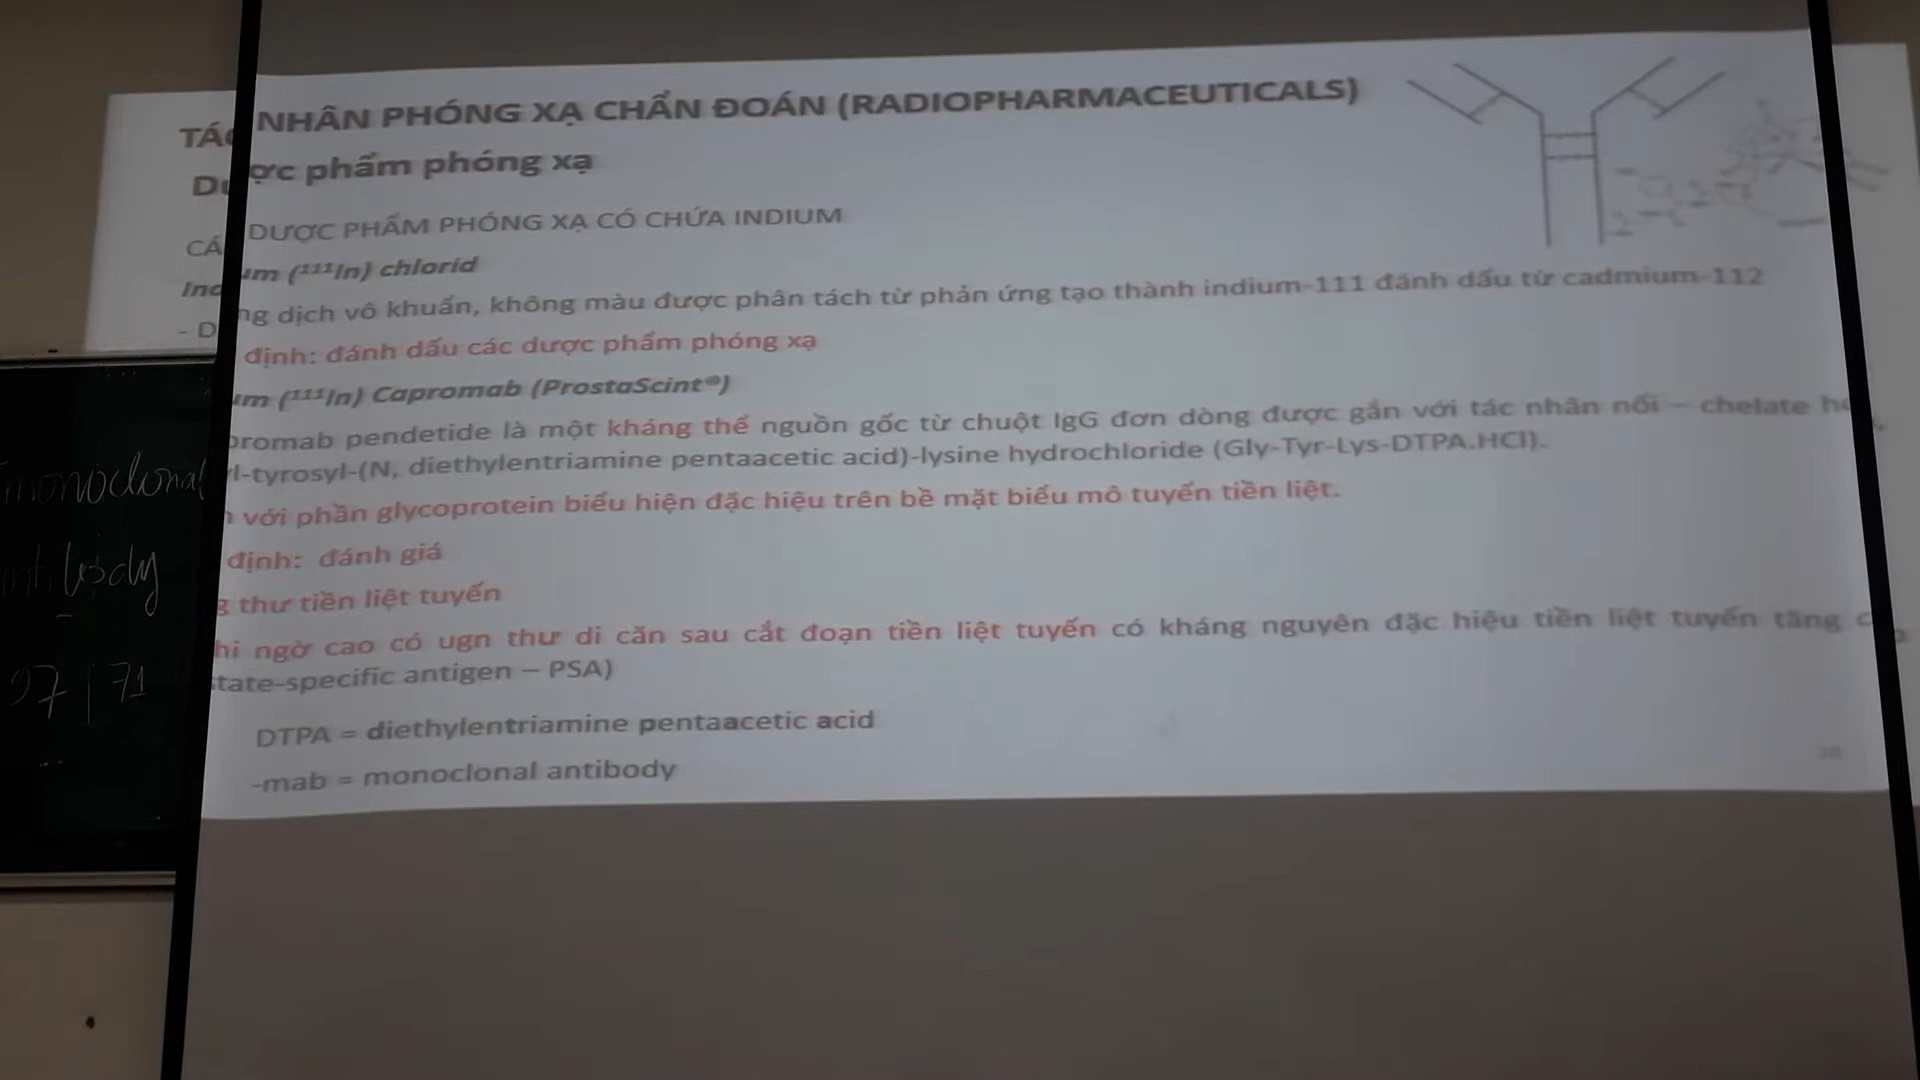 TÁC NHÂN PHÓNG XẠ CHẨN ĐOÁN (RADIOPHARMACEUTICALS)
Dược phẩm phóng xạ
CÁ DƯỢC PHẨM PHÓNG XẠ CÓ CHỨA INDIUM
Indium (¹¹¹In) chlorid
- Dung dịch vô khuẩn, không màu được phân tách từ phản ứng tạo thành indium-111 đánh dấu từ cadmium-112
định: đánh dấu các dược phẩm phóng xạ
um (¹¹¹In) Capromab (ProstaScint®)
promab pendetide là một kháng thể nguồn gốc từ chuột IgG đơn dòng được gắn với tác nhân nối – chelate
yl-tyrosyl-(N, diethylentriamine pentaacetic acid)-lysine hydrochloride (Gly-Tyr-Lys-DTPA.HCl).
với phần glycoprotein biểu hiện đặc hiệu trên bề mặt biểu mô tuyến tiền liệt.
định: đánh giá
g thư tiền liệt tuyến
hi ngờ cao có ugn thư di căn sau cắt đoạn tiền liệt tuyến có kháng nguyên đặc hiệu tiền liệt tuyến tăng
state-specific antigen – PSA)
DTPA = diethylentriamine pentaacetic acid
-mab = monoclonal antibody
monoclonal
97 | 71